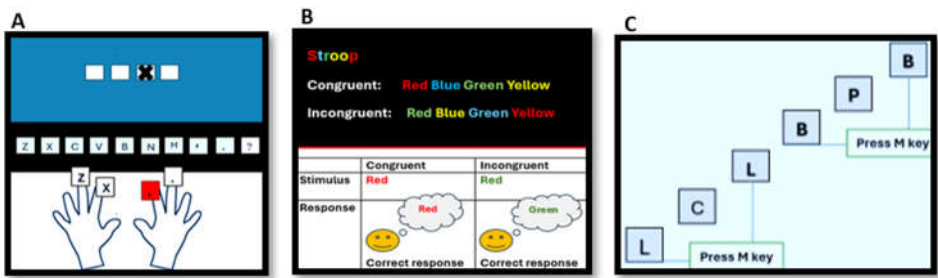 A
Z X C V B N M , . ?
Z
X
,
.
B
Stroop
Congruent: Red Blue Green Yellow
Incongruent: Red Blue Green Yellow
Congruent Incongruent
Stimulus Red Red
Response Red Green
Correct response Correct response
C
B
P
B
Press M key
L
C
L
Press M key